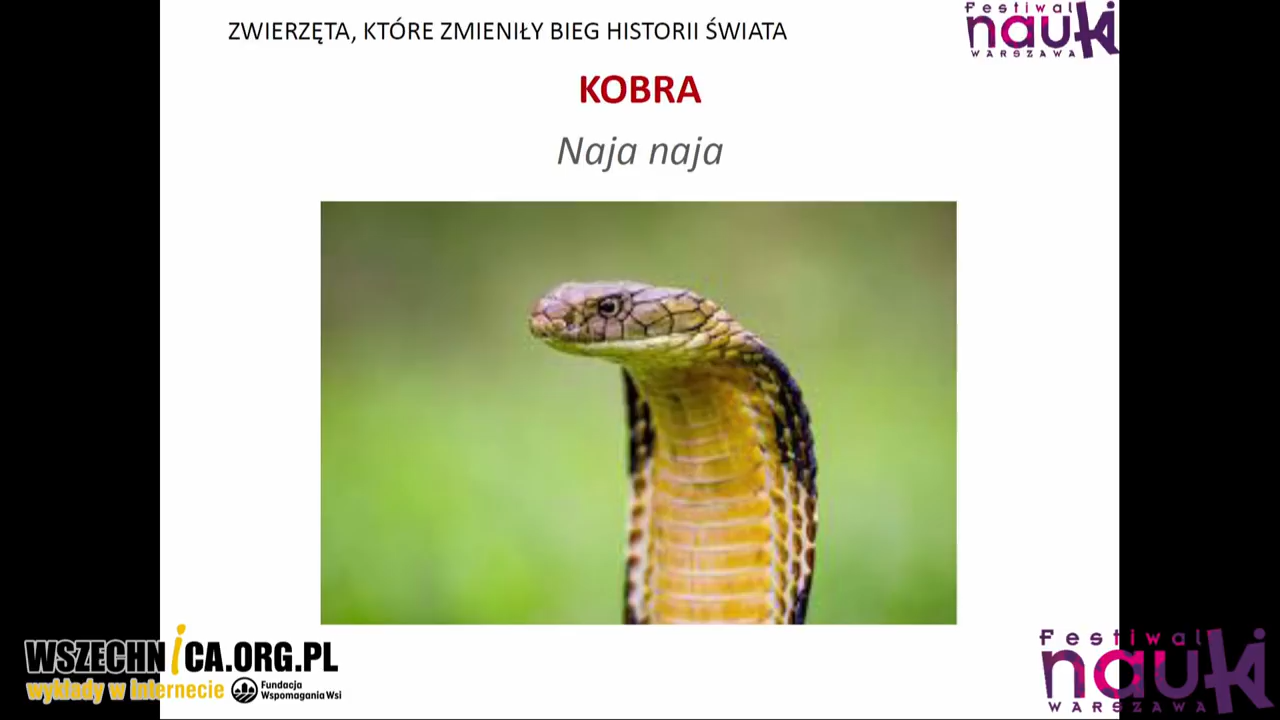 ZWIERZĘTA, KTÓRE ZMIENIŁY BIEG HISTORII ŚWIATA
Festiwal
nauki
WARSZAWA
KOBRA
Naja naja
WSZECHNiCA.ORG.PL
wykłady w Internecie
Fundacja
Wspomagania Wsi
Festiwal
nauki
WARSZAWA